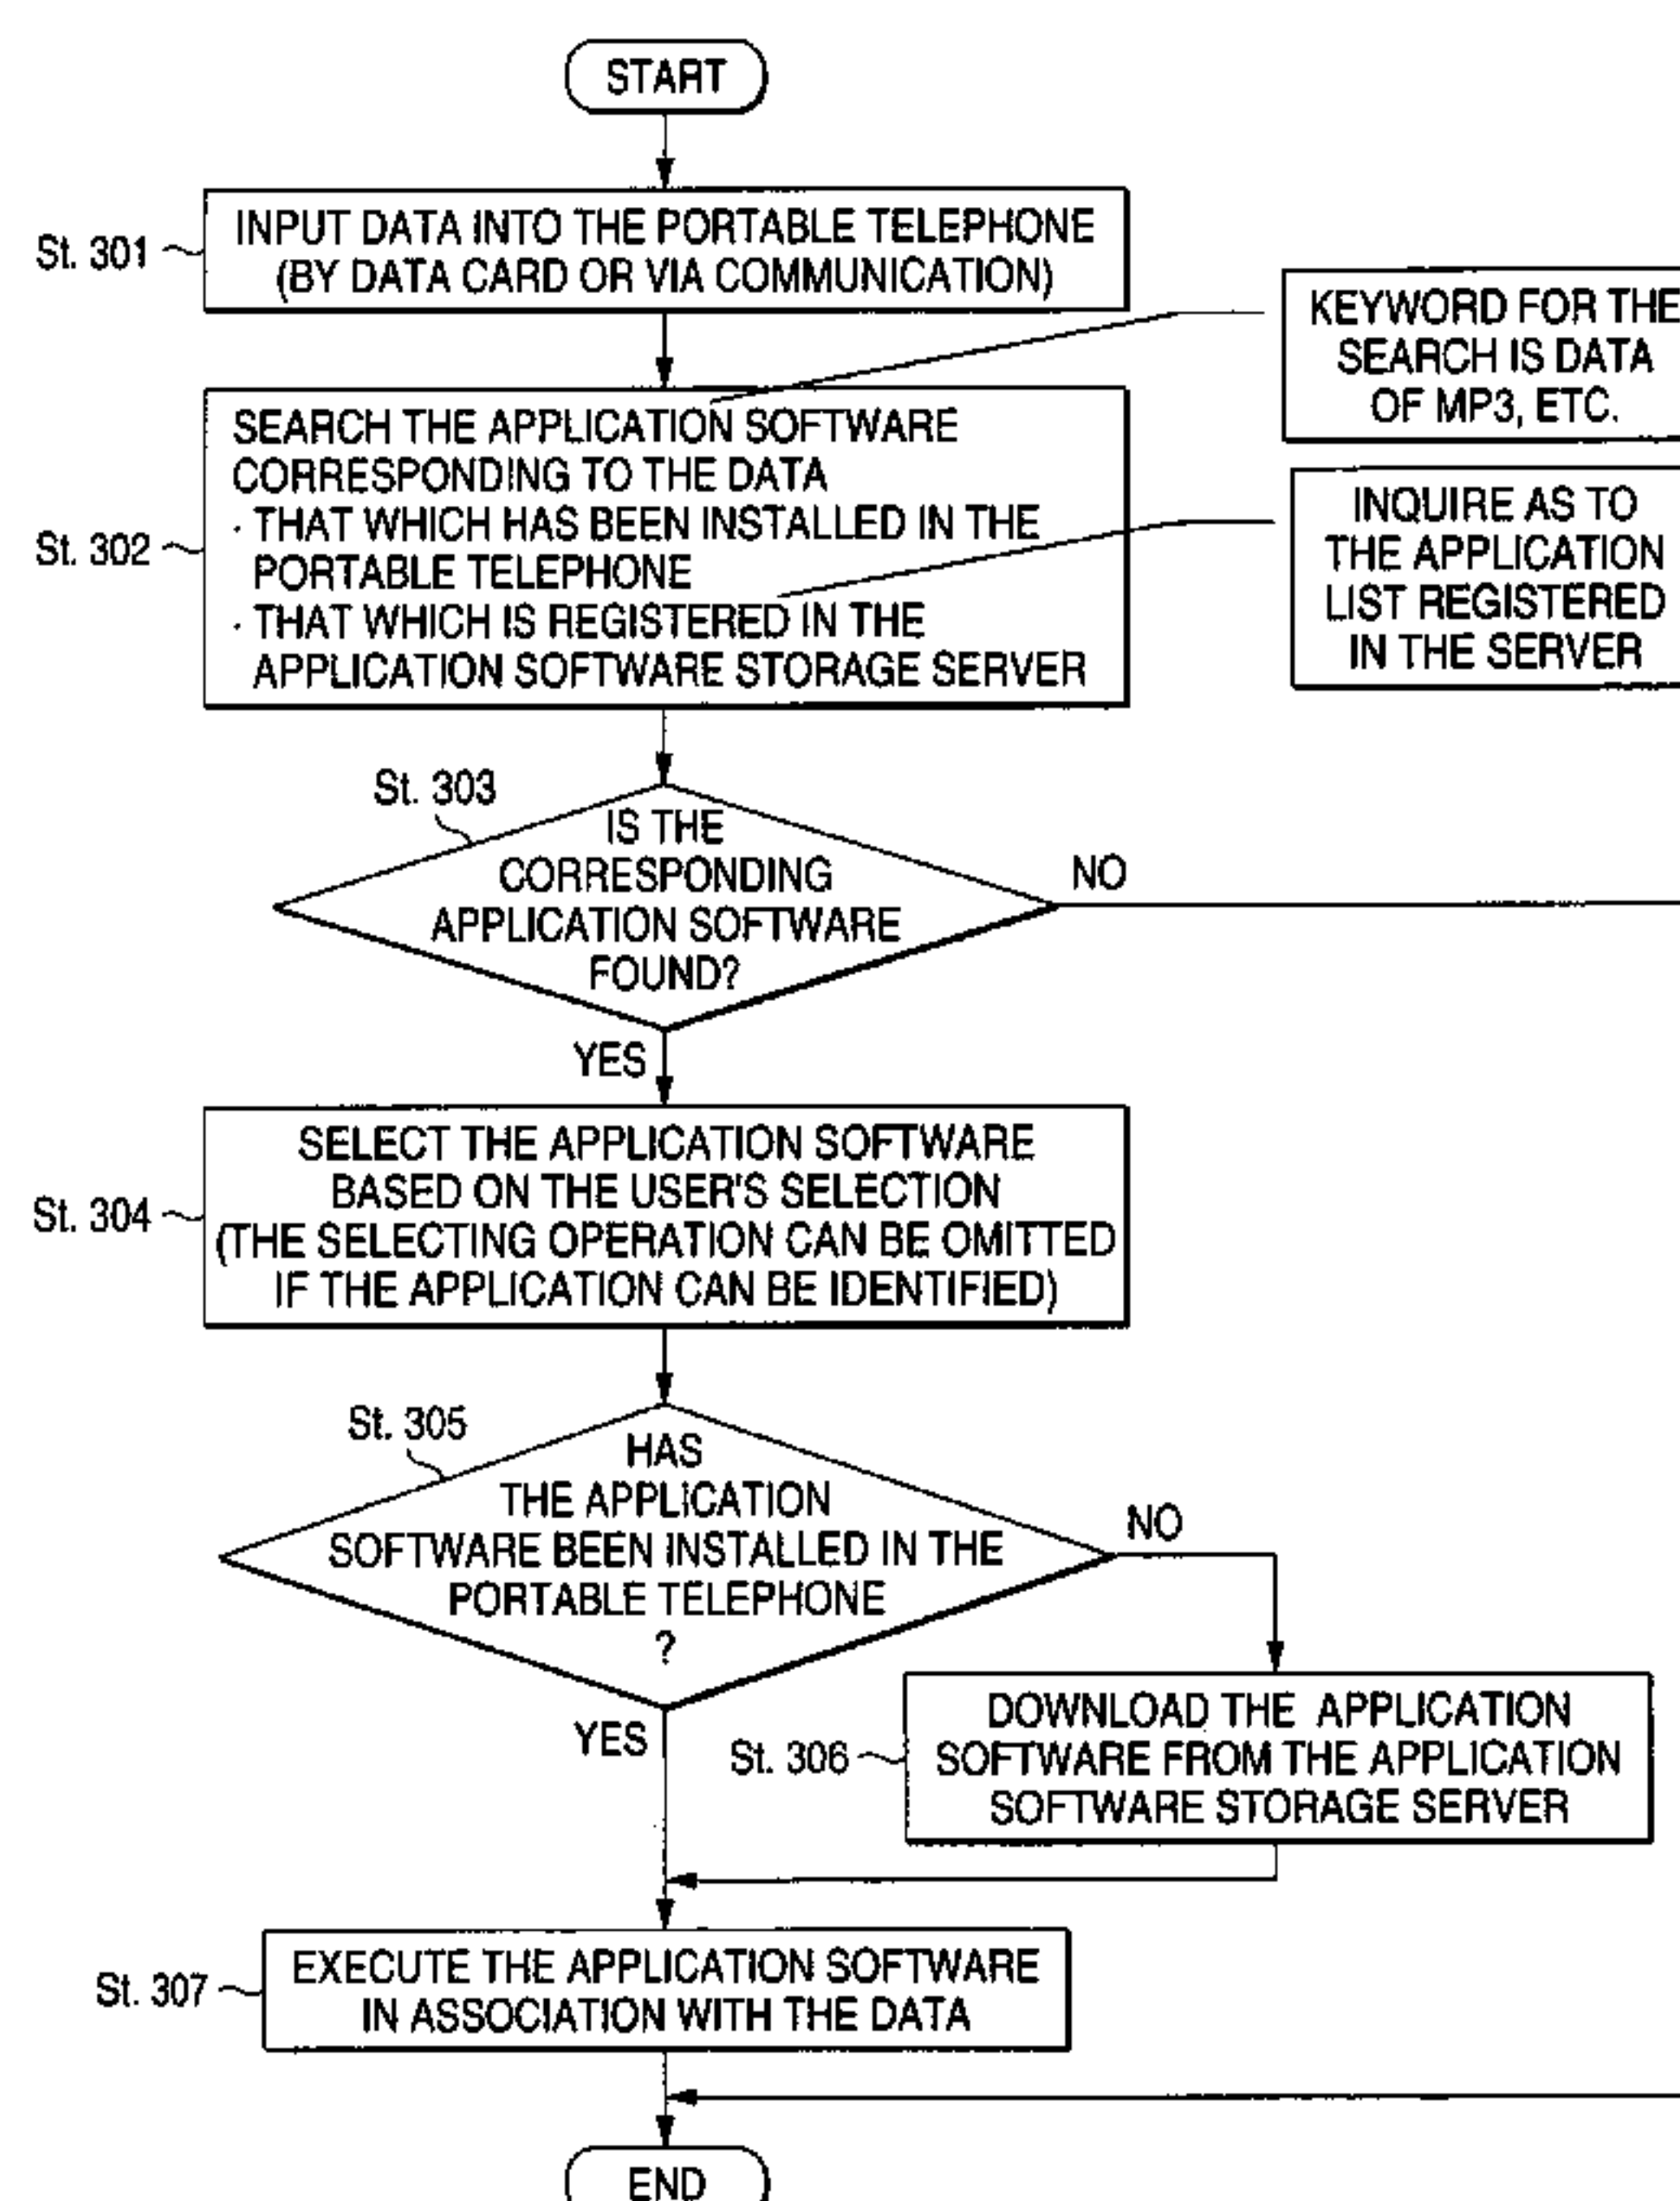 START
St. 301
INPUT DATA INTO THE PORTABLE TELEPHONE
(BY DATA CARD OR VIA COMMUNICATION)
KEYWORD FOR THE
SEARCH IS DATA
OF MP3, ETC.
St. 302
SEARCH THE APPLICATION SOFTWARE
CORRESPONDING TO THE DATA
· THAT WHICH HAS BEEN INSTALLED IN THE
PORTABLE TELEPHONE
· THAT WHICH IS REGISTERED IN THE
APPLICATION SOFTWARE STORAGE SERVER
INQUIRE AS TO
THE APPLICATION
LIST REGISTERED
IN THE SERVER
St. 303
IS THE
CORRESPONDING
APPLICATION SOFTWARE
FOUND?
NO
YES
St. 304
SELECT THE APPLICATION SOFTWARE
BASED ON THE USER'S SELECTION
(THE SELECTING OPERATION CAN BE OMITTED
IF THE APPLICATION CAN BE IDENTIFIED)
St. 305
HAS
THE APPLICATION
SOFTWARE BEEN INSTALLED IN THE
PORTABLE TELEPHONE
?
NO
YES
St. 306
DOWNLOAD THE APPLICATION
SOFTWARE FROM THE APPLICATION
SOFTWARE STORAGE SERVER
St. 307
EXECUTE THE APPLICATION SOFTWARE
IN ASSOCIATION WITH THE DATA
END